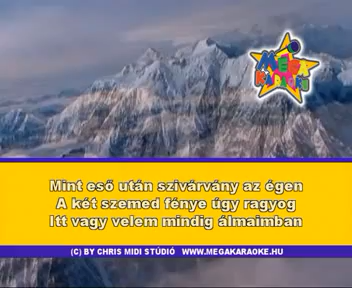 MEGA
KARAOKE
Mint eső után szivárvány az égen
A két szemed fénye úgy ragyog
Itt vagy velem mindig álmaimban
(C) BY CHRIS MIDI STÚDIÓ WWW.MEGAKARAOKE.HU